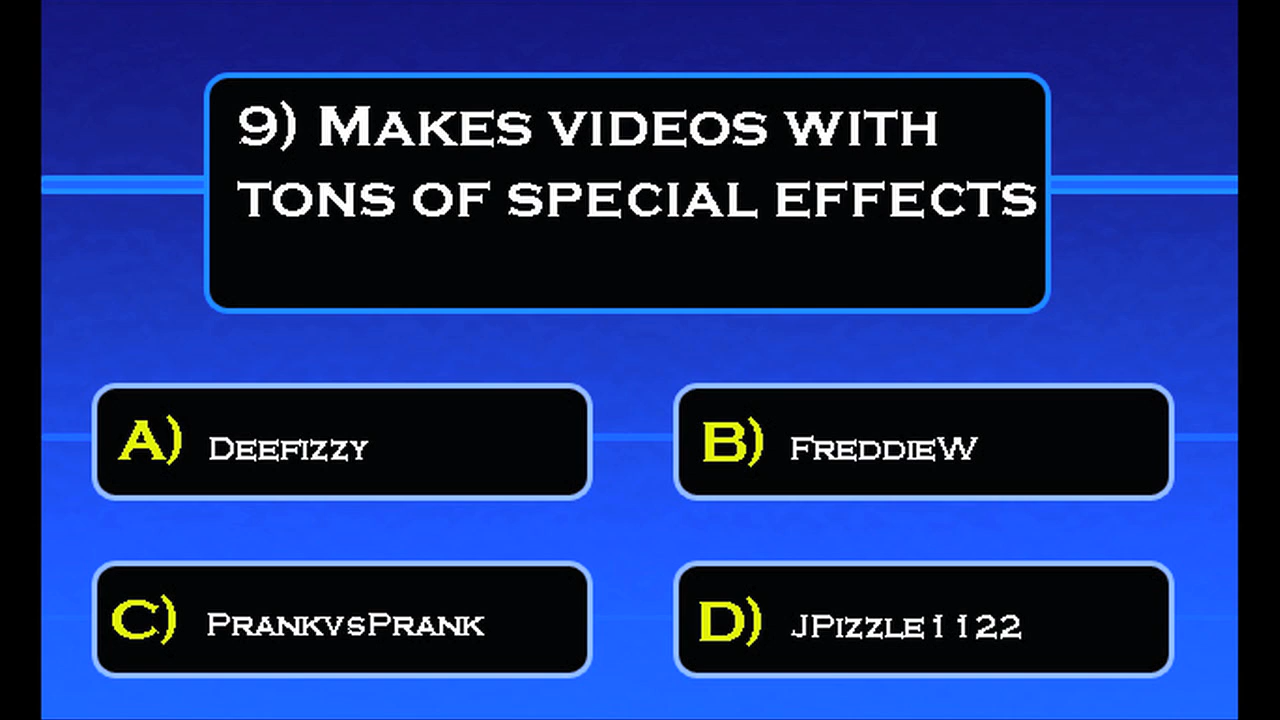 9) Makes videos with
tons of special effects
A) Deefizzy
B) FreddieW
C) PrankvsPrank
D) JPizzle1122